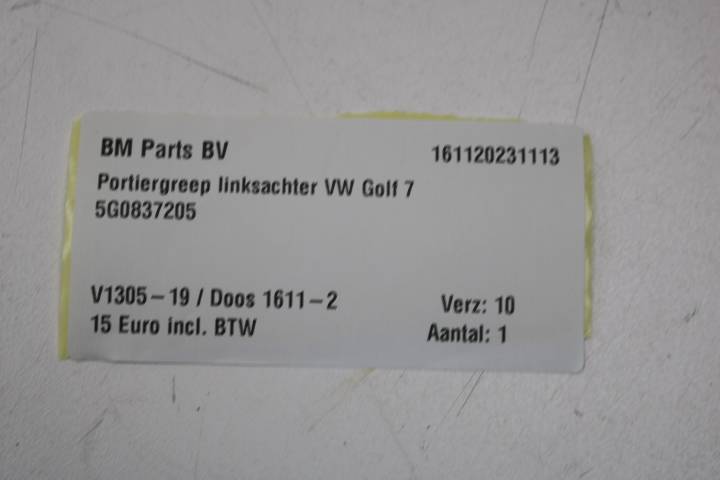 BM Parts BV 161120231113
Portiergreep linksachter VW Golf 7
5G0837205
V1305-19 / Doos 1611-2 Verz: 10
15 Euro incl. BTW Aantal: 1